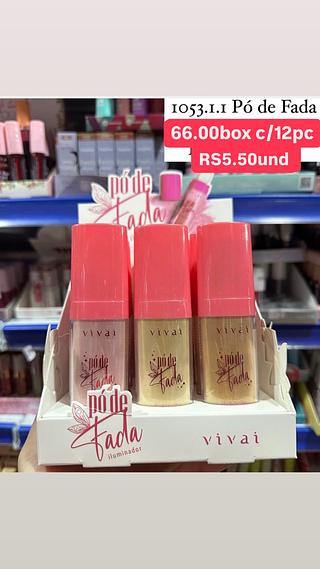 1053.1.1 Pó de Fada
66.00box c/12pc
RS5.50und
pó de
Fada
vivai
pó de
Fada
vivai
pó de
Fada
vivai
pó de
Fada
pó de
Fada
iluminador
vivai